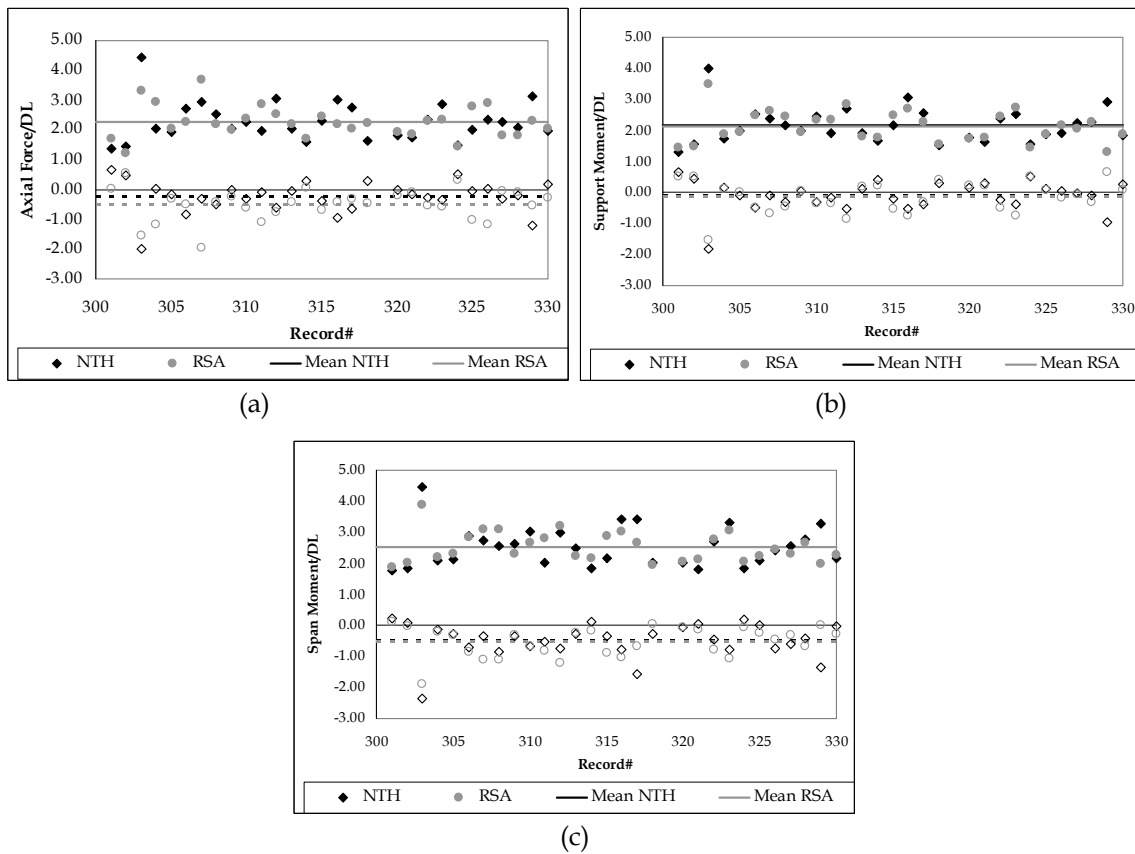 5.00
4.00
3.00
2.00
1.00
0.00
-1.00
-2.00
-3.00
Axial Force/DL
300 305 310 315 320 325 330
Record#
NTH RSA Mean NTH Mean RSA
(a)
5.00
4.00
3.00
2.00
1.00
0.00
-1.00
-2.00
-3.00
Support Moment/DL
300 305 310 315 320 325 330
Record#
NTH RSA Mean NTH Mean RSA
(b)
5.00
4.00
3.00
2.00
1.00
0.00
-1.00
-2.00
-3.00
Span Moment/DL
300 305 310 315 320 325 330
Record#
NTH RSA Mean NTH Mean RSA
(c)